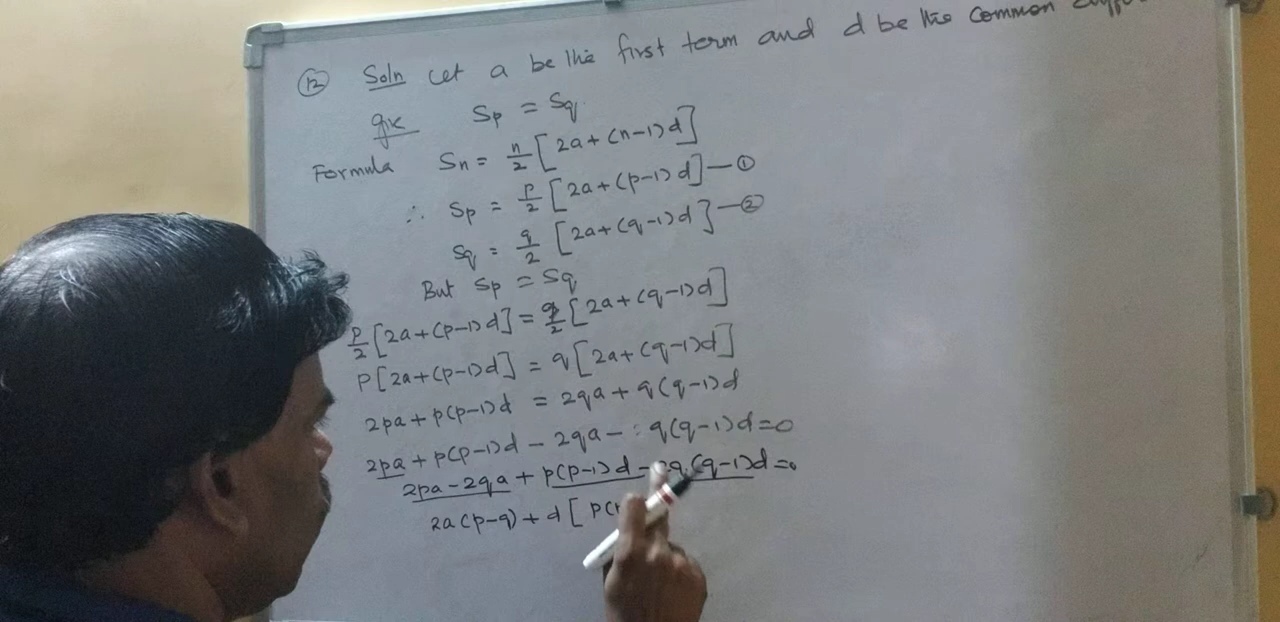 12 Soln Let a be the first term and d be the common
gn Sp = Sq
Formula Sn = n/2 [2a+(n-1)d]
∴ Sp = p/2 [2a+(p-1)d] — ①
Sq = q/2 [2a+(q-1)d] — ②
But Sp = Sq
p/2 [2a+(p-1)d] = q/2 [2a+(q-1)d]
p[2a+(p-1)d] = q[2a+(q-1)d]
2pa + p(p-1)d = 2qa + q(q-1)d
2pa + p(p-1)d - 2qa - q(q-1)d = 0
2pa - 2qa + p(p-1)d - q(q-1)d = 0
2a(p-q) + d [ p(